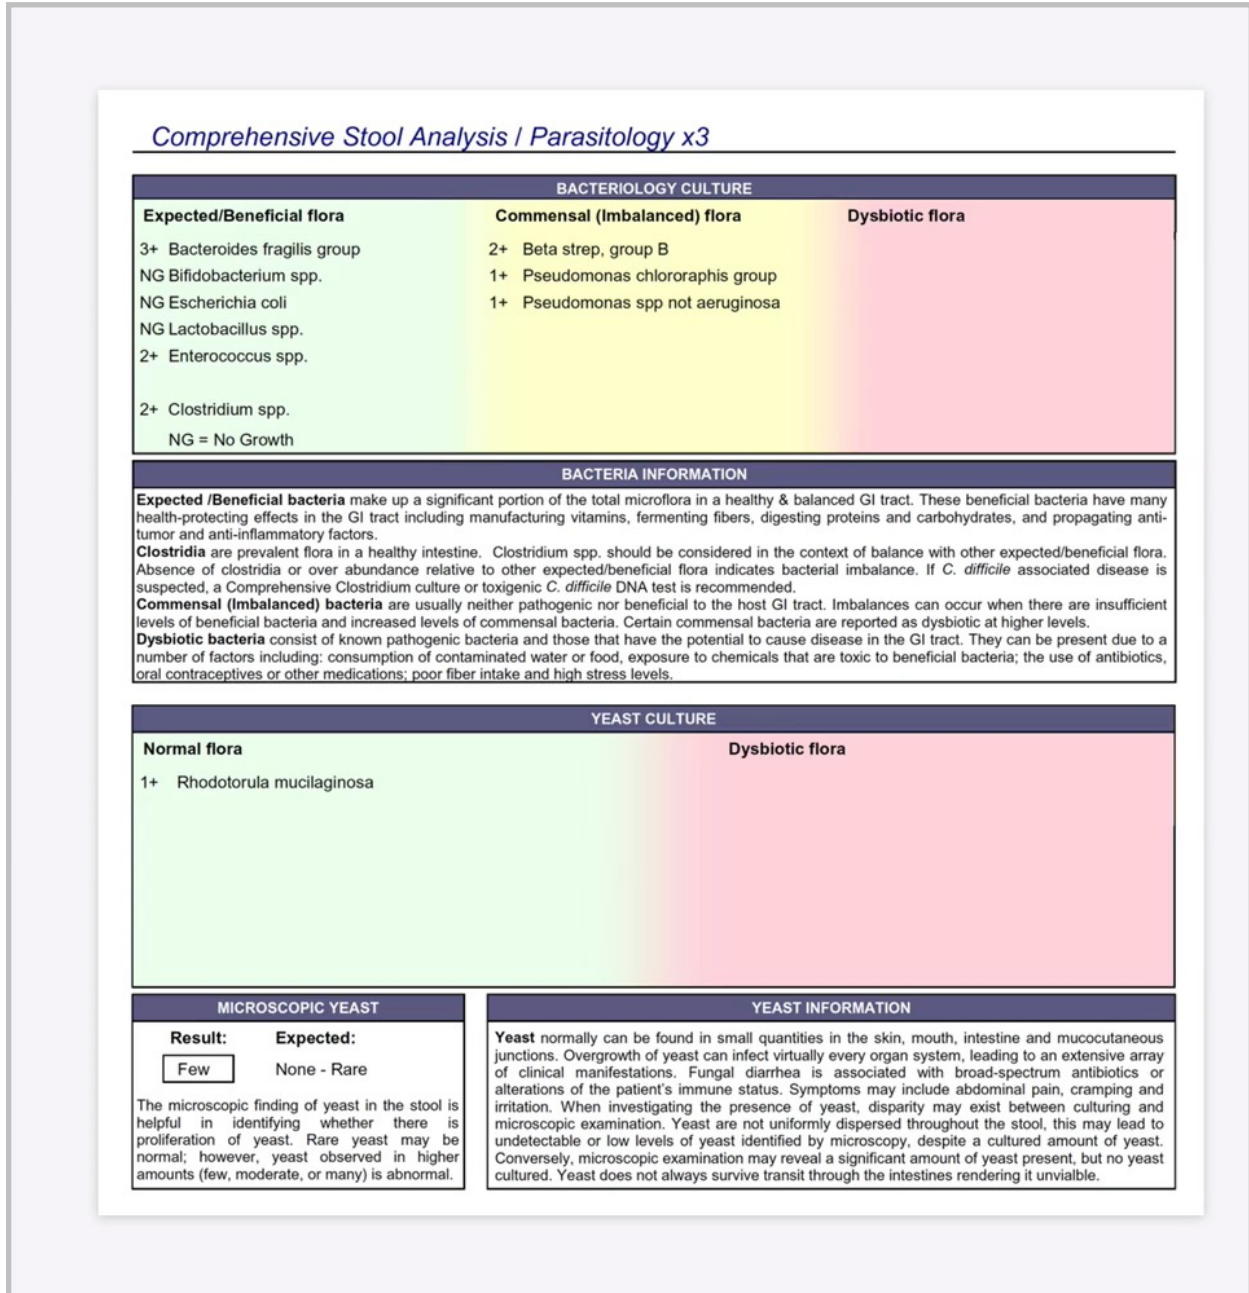 Comprehensive Stool Analysis / Parasitology x3
BACTERIOLOGY CULTURE
Expected/Beneficial flora
3+ Bacteroides fragilis group
NG Bifidobacterium spp.
NG Escherichia coli
NG Lactobacillus spp.
2+ Enterococcus spp.
2+ Clostridium spp.
NG = No Growth
Commensal (Imbalanced) flora
2+ Beta strep, group B
1+ Pseudomonas chlororaphis group
1+ Pseudomonas spp not aeruginosa
Dysbiotic flora
BACTERIA INFORMATION
Expected /Beneficial bacteria make up a significant portion of the total microflora in a healthy & balanced GI tract. These beneficial bacteria have many
health-protecting effects in the GI tract including manufacturing vitamins, fermenting fibers, digesting proteins and carbohydrates, and propagating anti-
tumor and anti-inflammatory factors.
Clostridia are prevalent flora in a healthy intestine. Clostridium spp. should be considered in the context of balance with other expected/beneficial flora.
Absence of clostridia or over abundance relative to other expected/beneficial flora indicates bacterial imbalance. If C. difficile associated disease is
suspected, a Comprehensive Clostridium culture or toxigenic C. difficile DNA test is recommended.
Commensal (Imbalanced) bacteria are usually neither pathogenic nor beneficial to the host GI tract. Imbalances can occur when there are insufficient
levels of beneficial bacteria and increased levels of commensal bacteria. Certain commensal bacteria are reported as dysbiotic at higher levels.
Dysbiotic bacteria consist of known pathogenic bacteria and those that have the potential to cause disease in the GI tract. They can be present due to a
number of factors including: consumption of contaminated water or food, exposure to chemicals that are toxic to beneficial bacteria; the use of antibiotics,
oral contraceptives or other medications; poor fiber intake and high stress levels.
YEAST CULTURE
Normal flora
1+ Rhodotorula mucilaginosa
Dysbiotic flora
MICROSCOPIC YEAST
Result: Expected:
Few None - Rare
The microscopic finding of yeast in the stool is
helpful in identifying whether there is
proliferation of yeast. Rare yeast may be
normal; however, yeast observed in higher
amounts (few, moderate, or many) is abnormal.
YEAST INFORMATION
Yeast normally can be found in small quantities in the skin, mouth, intestine and mucocutaneous
junctions. Overgrowth of yeast can infect virtually every organ system, leading to an extensive array
of clinical manifestations. Fungal diarrhea is associated with broad-spectrum antibiotics or
alterations of the patient's immune status. Symptoms may include abdominal pain, cramping and
irritation. When investigating the presence of yeast, disparity may exist between culturing and
microscopic examination. Yeast are not uniformly dispersed throughout the stool, this may lead to
undetectable or low levels of yeast identified by microscopy, despite a cultured amount of yeast.
Conversely, microscopic examination may reveal a significant amount of yeast present, but no yeast
cultured. Yeast does not always survive transit through the intestines rendering it unvialble.